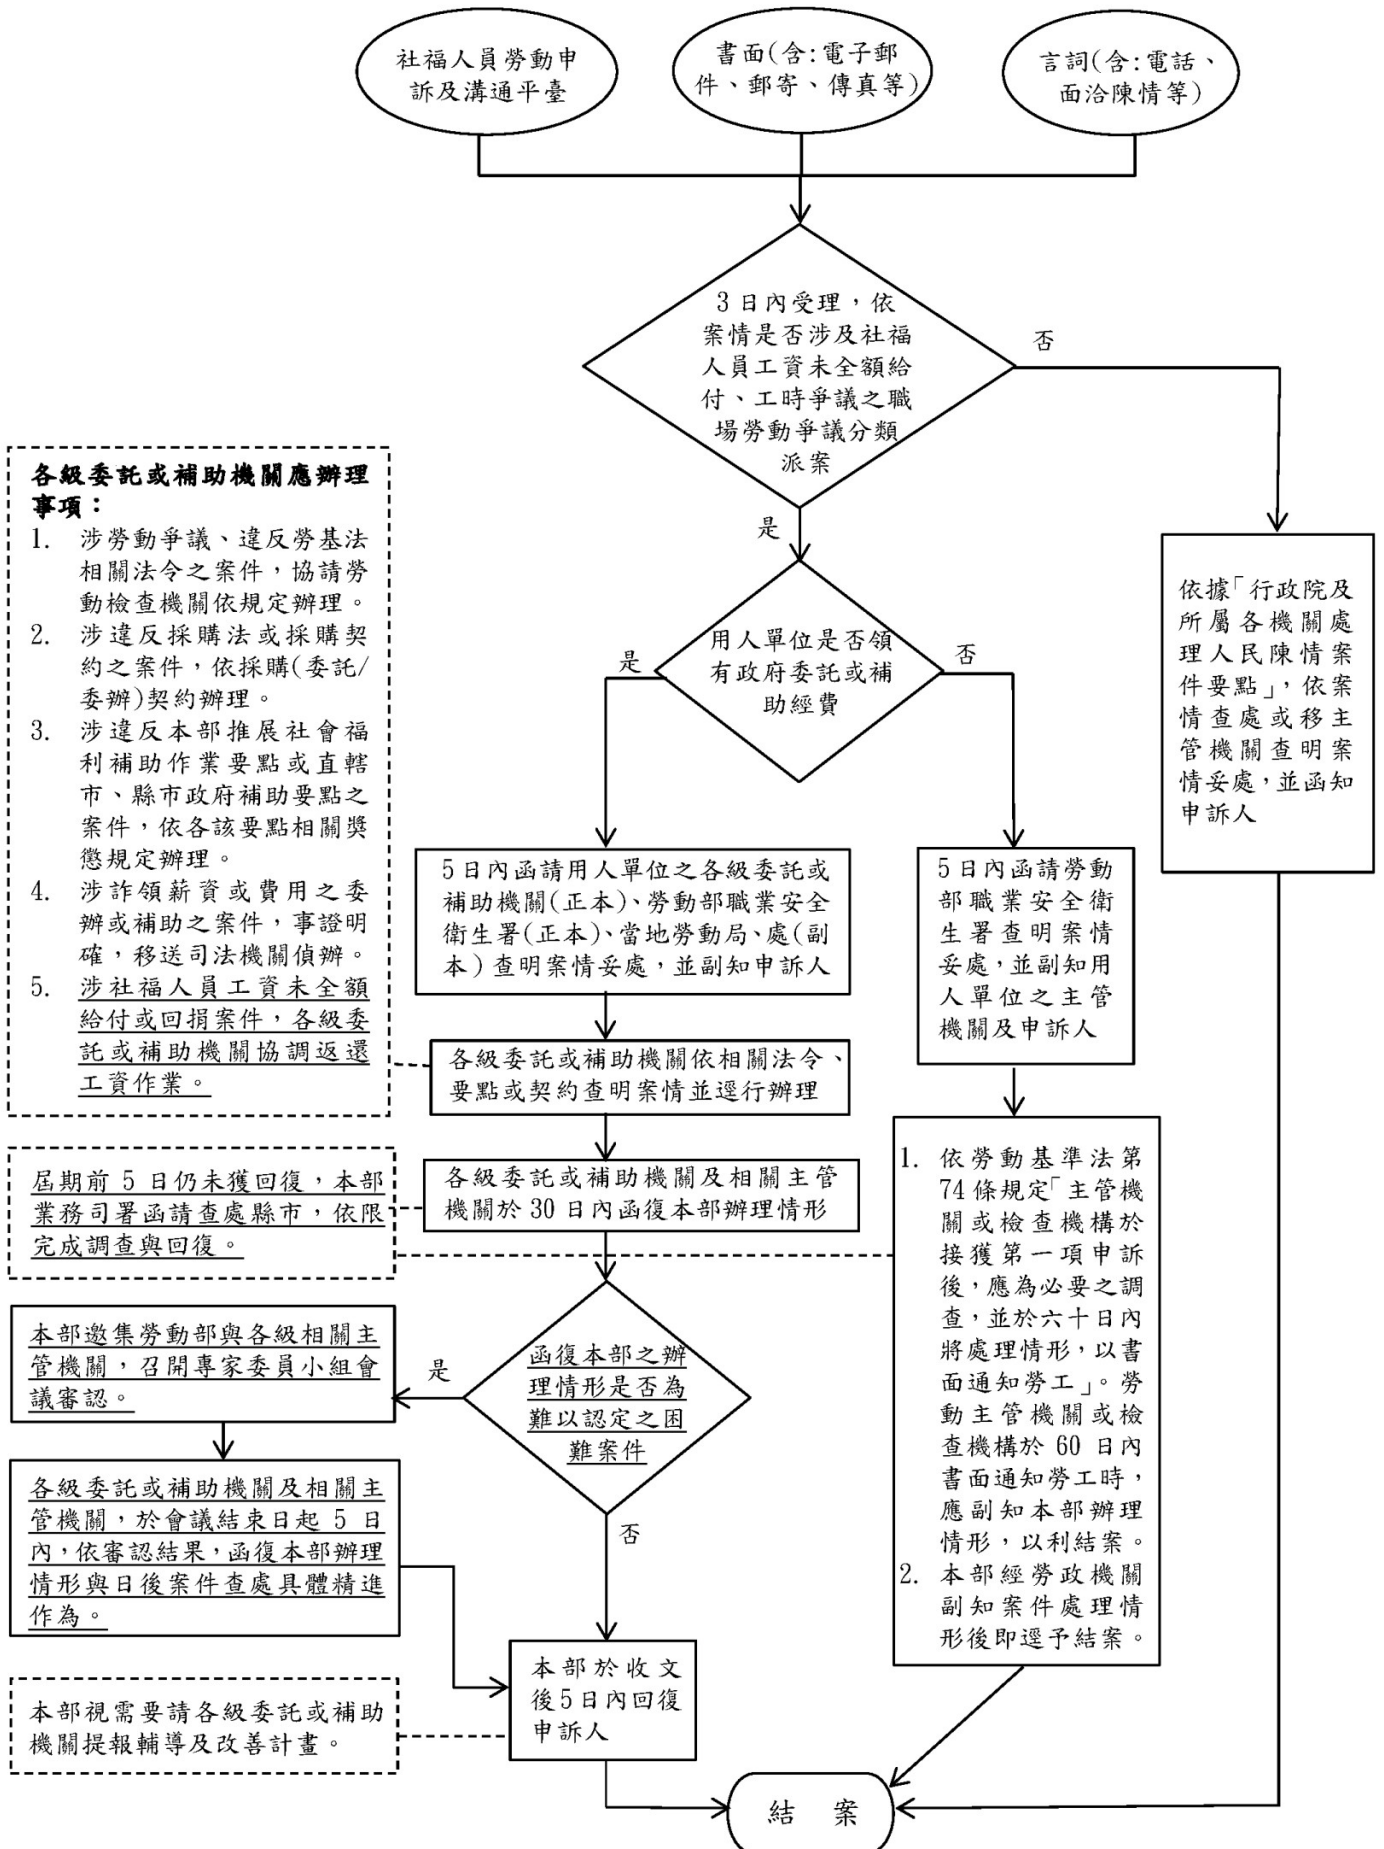 社福人員勞動申
訴及溝通平臺
書面(含:電子郵
件、郵寄、傳真等)
言詞(含:電話、
面洽陳情等)
3 日內受理，依
案情是否涉及社福
人員工資未全額給
付、工時爭議之職
場勞動爭議分類
派案
否
是
依據「行政院及
所屬各機關處
理人民陳情案
件要點」，依案
情查處或移主
管機關查明案
情妥處，並函知
申訴人
用人單位是否領
有政府委託或補
助經費
是
否
各級委託或補助機關應辦理
事項：
1. 涉勞動爭議、違反勞基法
相關法令之案件，協請勞
動檢查機關依規定辦理。
2. 涉違反採購法或採購契
約之案件，依採購(委託/
委辦)契約辦理。
3. 涉違反本部推展社會福
利補助作業要點或直轄
市、縣市政府補助要點之
案件，依各該要點相關獎
懲規定辦理。
4. 涉詐領薪資或費用之委
辦或補助之案件，事證明
確，移送司法機關偵辦。
5. 涉社福人員工資未全額
給付或回捐案件，各級委
託或補助機關協調返還
工資作業。
5 日內函請用人單位之各級委託或
補助機關(正本)、勞動部職業安全
衛生署(正本)、當地勞動局、處(副
本)查明案情妥處，並副知申訴人
5 日內函請勞動
部職業安全衛
生署查明案情
妥處，並副知用
人單位之主管
機關及申訴人
各級委託或補助機關依相關法令、
要點或契約查明案情並逕行辦理
各級委託或補助機關及相關主管
機關於 30 日內函復本部辦理情形
屆期前 5 日仍未獲回復，本部
業務司署函請查處縣市，依限
完成調查與回復。
1. 依勞動基準法第
74 條規定「主管機
關或檢查機構於
接獲第一項申訴
後，應為必要之調
查，並於六十日內
將處理情形，以書
面通知勞工」。勞
動主管機關或檢
查機構於 60 日內
書面通知勞工時，
應副知本部辦理
情形，以利結案。
2. 本部經勞政機關
副知案件處理情
形後即逕予結案。
函復本部之辦
理情形是否為
難以認定之困
難案件
是
否
本部邀集勞動部與各級相關主
管機關，召開專家委員小組會
議審認。
各級委託或補助機關及相關主
管機關，於會議結束日起 5 日
內，依審認結果，函復本部辦理
情形與日後案件查處具體精進
作為。
本部於收文
後 5 日內回復
申訴人
本部視需要請各級委託或補助
機關提報輔導及改善計畫。
結 案